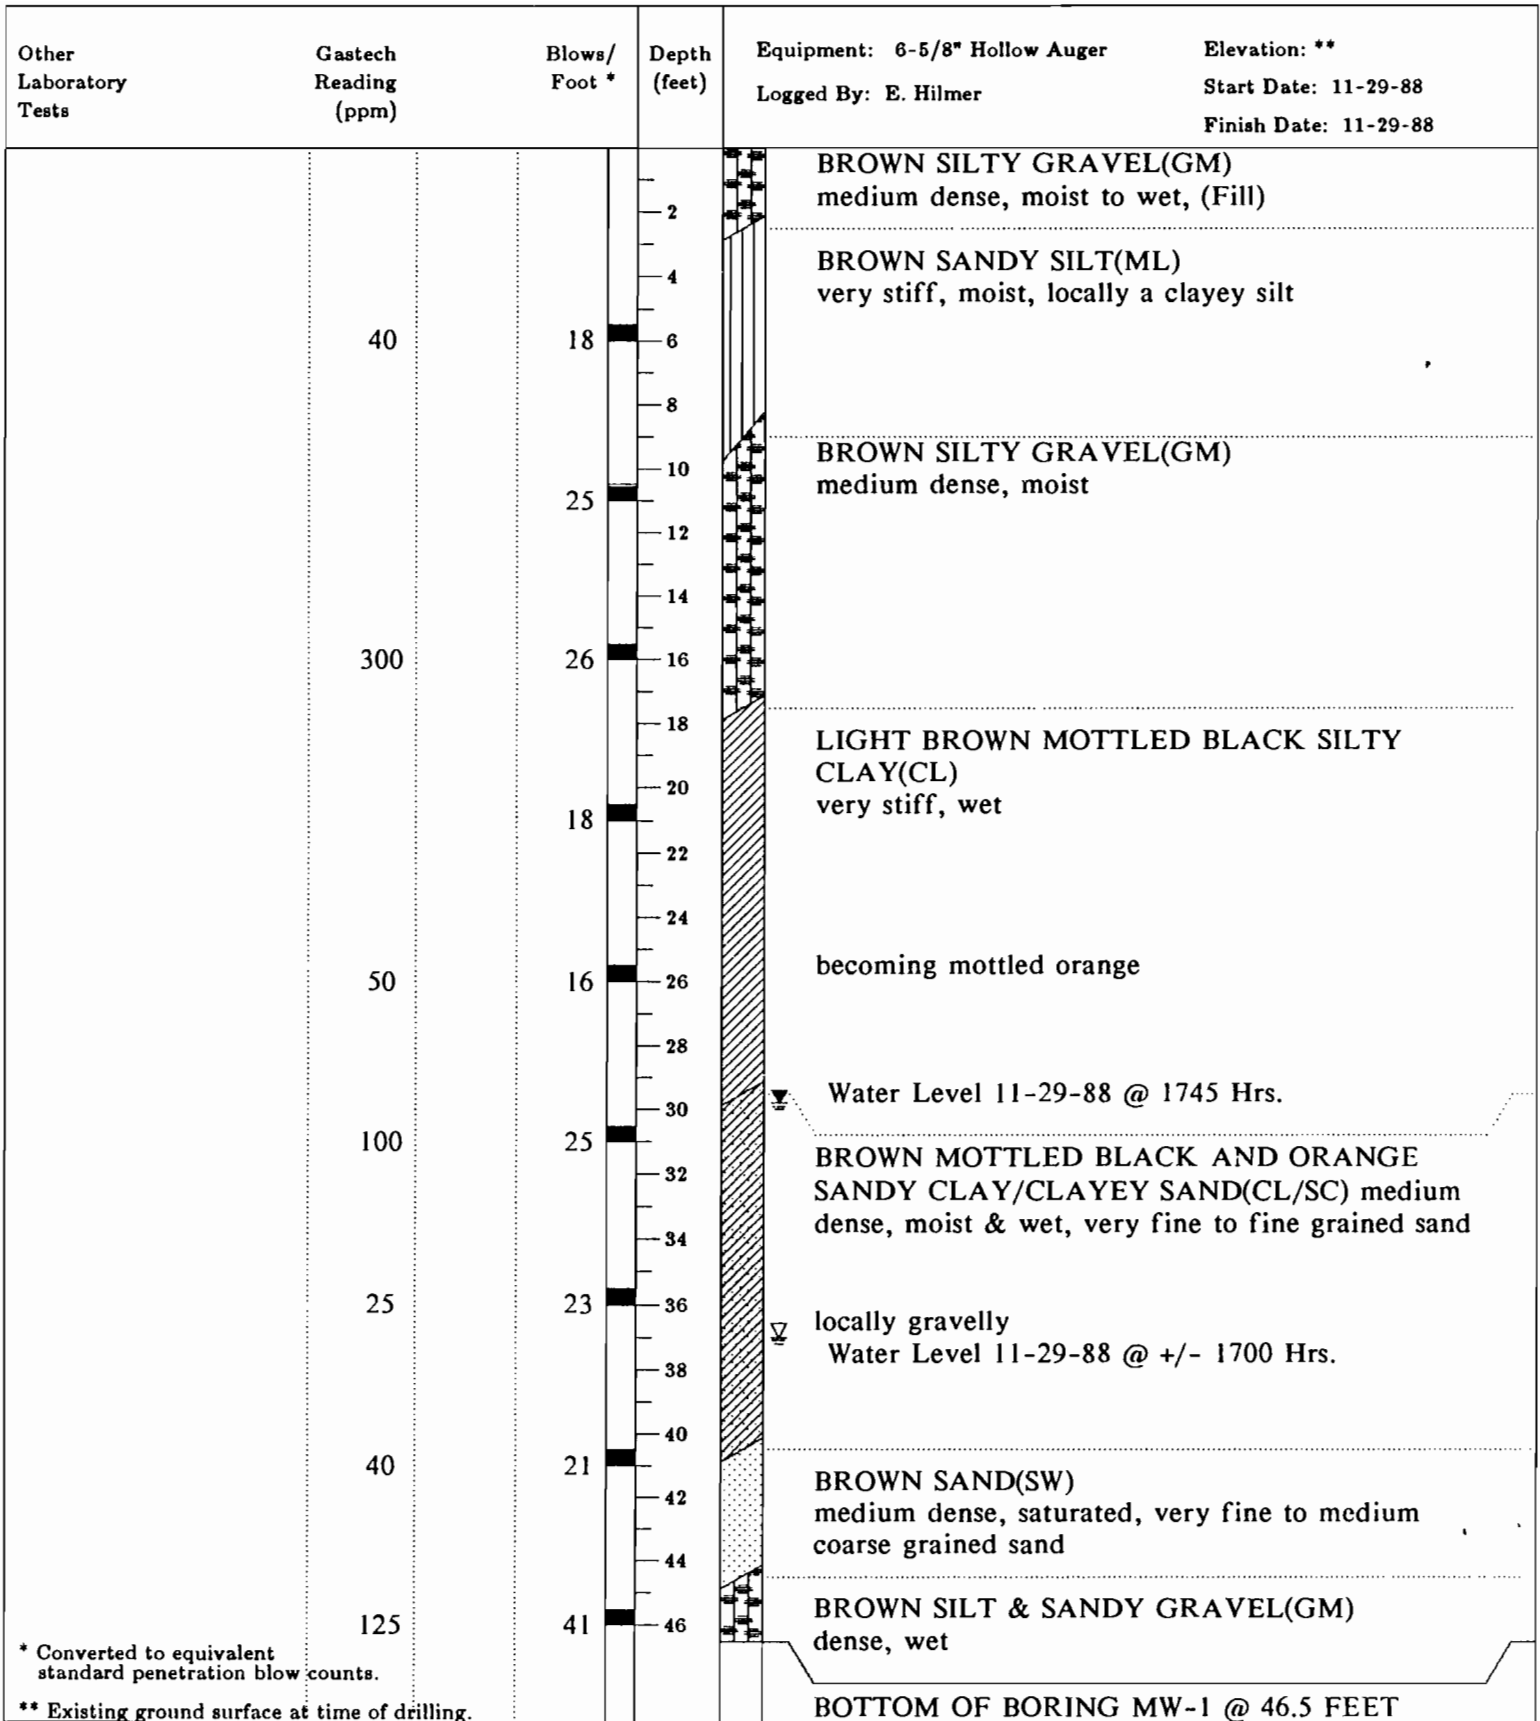 Other
Laboratory
Tests
Gastech
Reading
(ppm)
Blows/
Foot *
Depth
(feet)
Equipment: 6-5/8" Hollow Auger
Logged By: E. Hilmer
Elevation: **
Start Date: 11-29-88
Finish Date: 11-29-88
BROWN SILTY GRAVEL(GM)
medium dense, moist to wet, (Fill)
2
BROWN SANDY SILT(ML)
4
very stiff, moist, locally a clayey silt
40 18 6
8
BROWN SILTY GRAVEL(GM)
10
medium dense, moist
25
12
14
300 26 16
18
LIGHT BROWN MOTTLED BLACK SILTY
CLAY(CL)
20
very stiff, wet
18
22
24
becoming mottled orange
50 16 26
28
Water Level 11-29-88 @ 1745 Hrs.
30
100 25
BROWN MOTTLED BLACK AND ORANGE
32
SANDY CLAY/CLAYEY SAND(CL/SC) medium
dense, moist & wet, very fine to fine grained sand
34
25 23 36
locally gravelly
Water Level 11-29-88 @ +/- 1700 Hrs.
38
40
40 21
BROWN SAND(SW)
42
medium dense, saturated, very fine to medium
coarse grained sand
44
BROWN SILT & SANDY GRAVEL(GM)
125 41 46
dense, wet
* Converted to equivalent
standard penetration blow counts.
** Existing ground surface at time of drilling.
BOTTOM OF BORING MW-1 @ 46.5 FEET